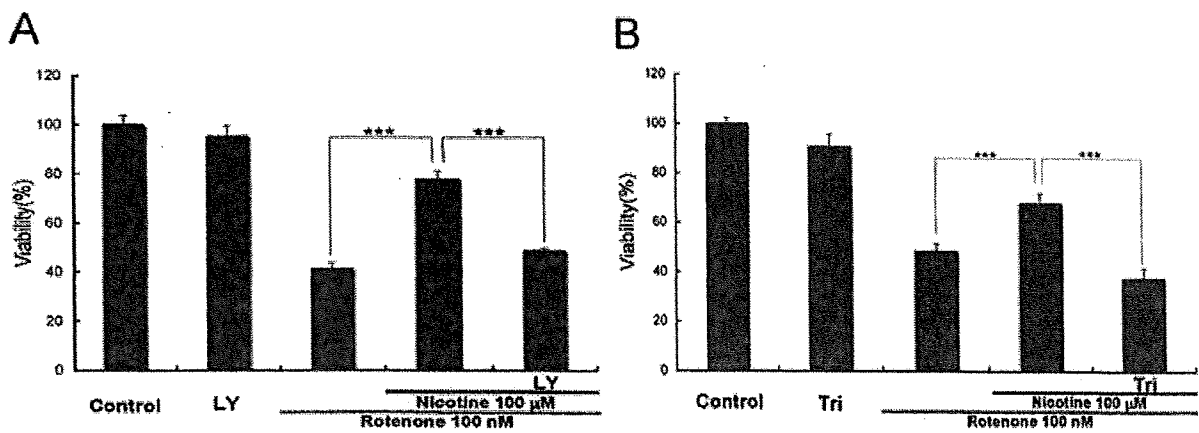 A
120
100
80
60
40
20
0
Viability(%)
*** ***
Control LY
LY
Nicotine 100 µM
Rotenone 100 nM
B
120
100
80
60
40
20
0
Viability(%)
*** ***
Control Tri
Tri
Nicotine 100 µM
Rotenone 100 nM